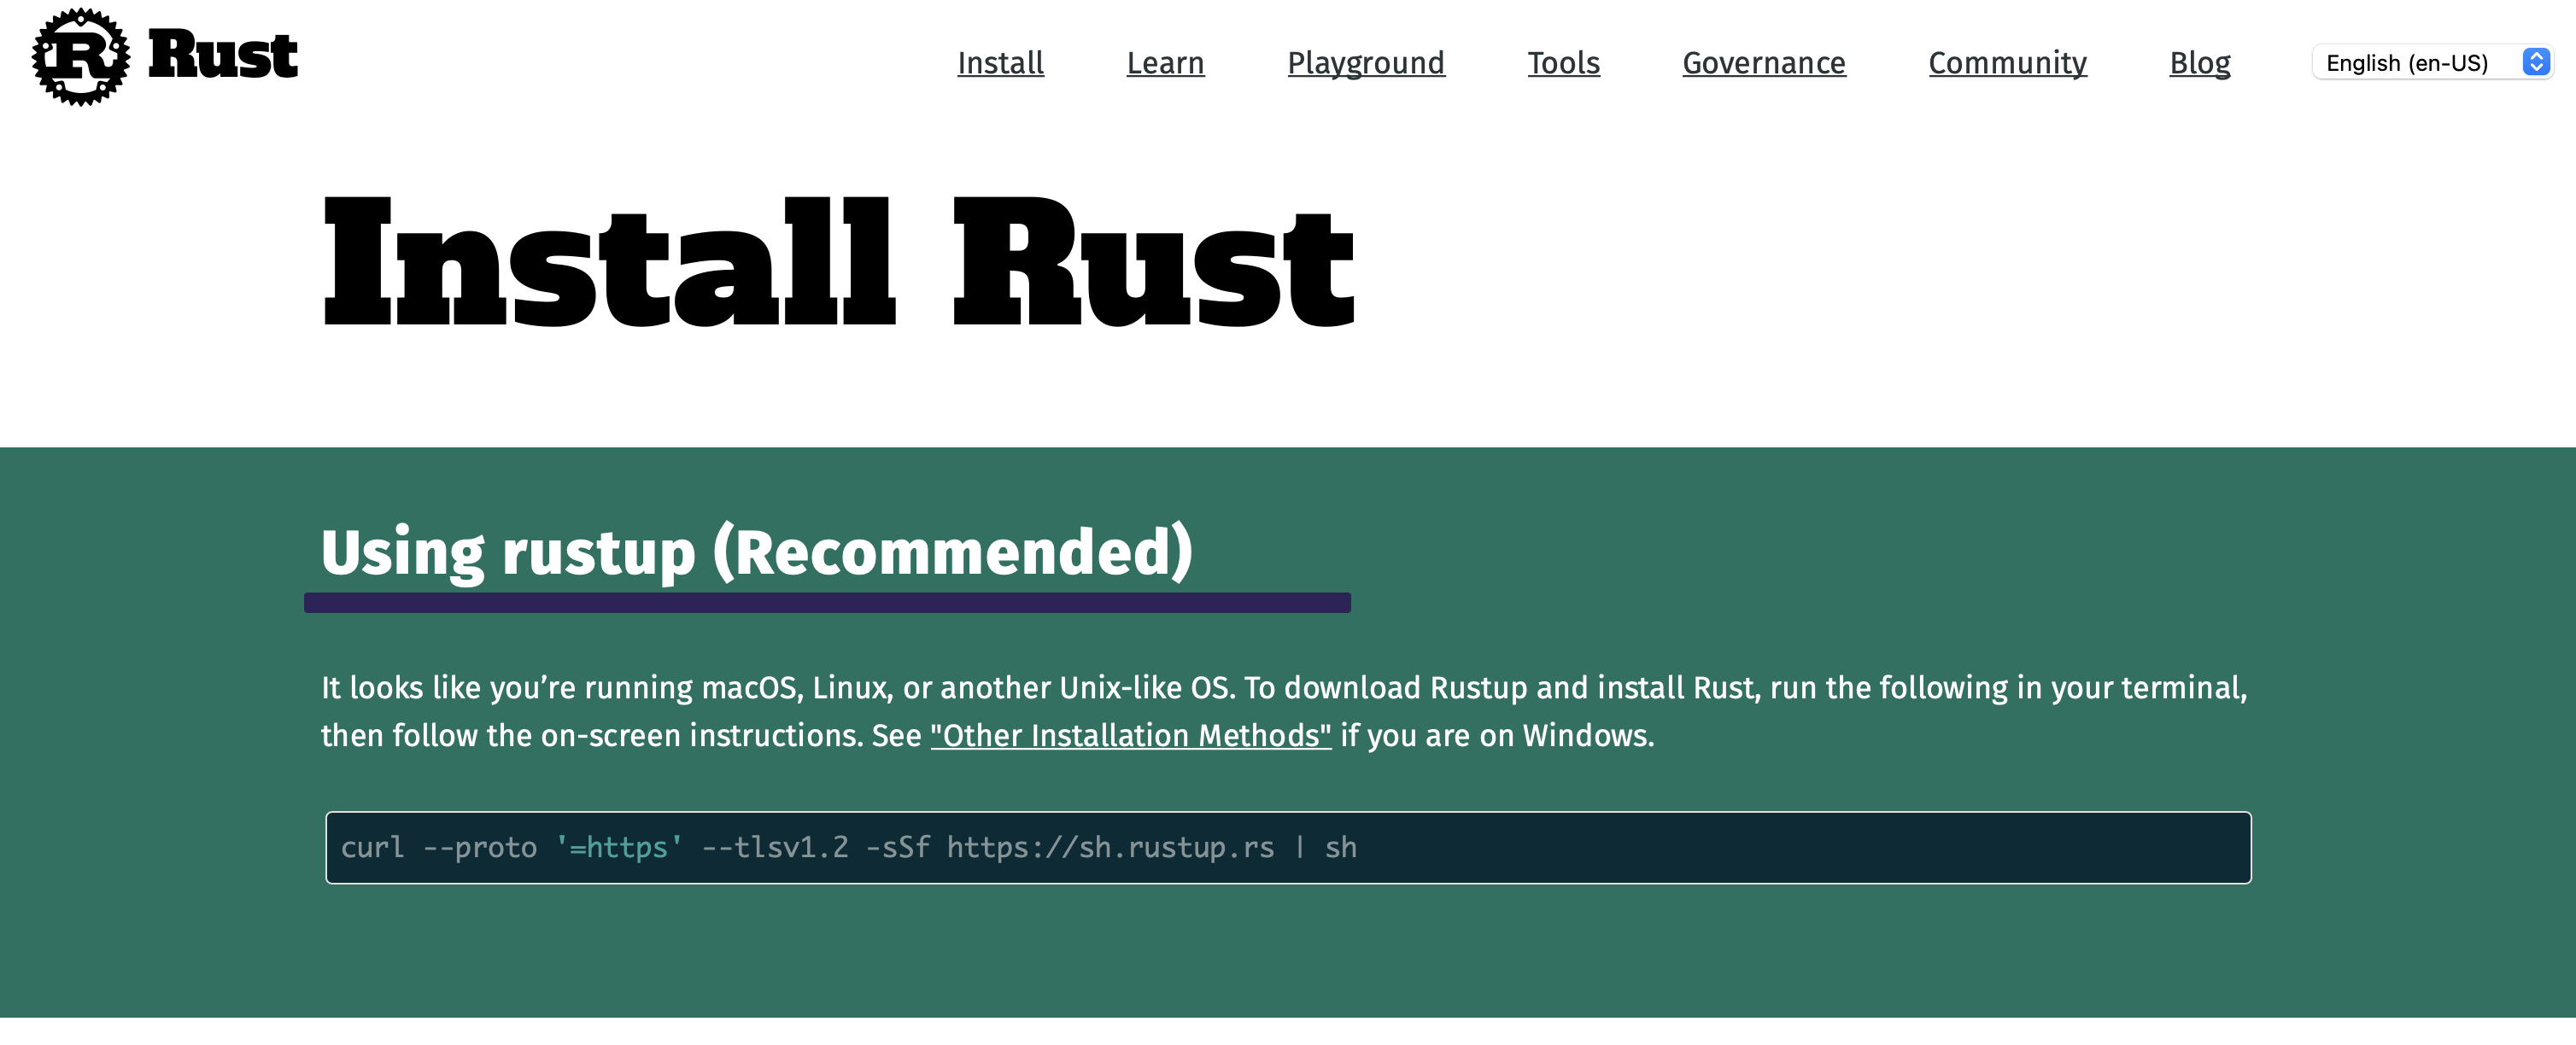 Rust
Install Learn Playground Tools Governance Community Blog English (en-US)
Install Rust
Using rustup (Recommended)
It looks like you’re running macOS, Linux, or another Unix-like OS. To download Rustup and install Rust, run the following in your terminal,
then follow the on-screen instructions. See "Other Installation Methods" if you are on Windows.
curl --proto '=https' --tlsv1.2 -sSf https://sh.rustup.rs | sh